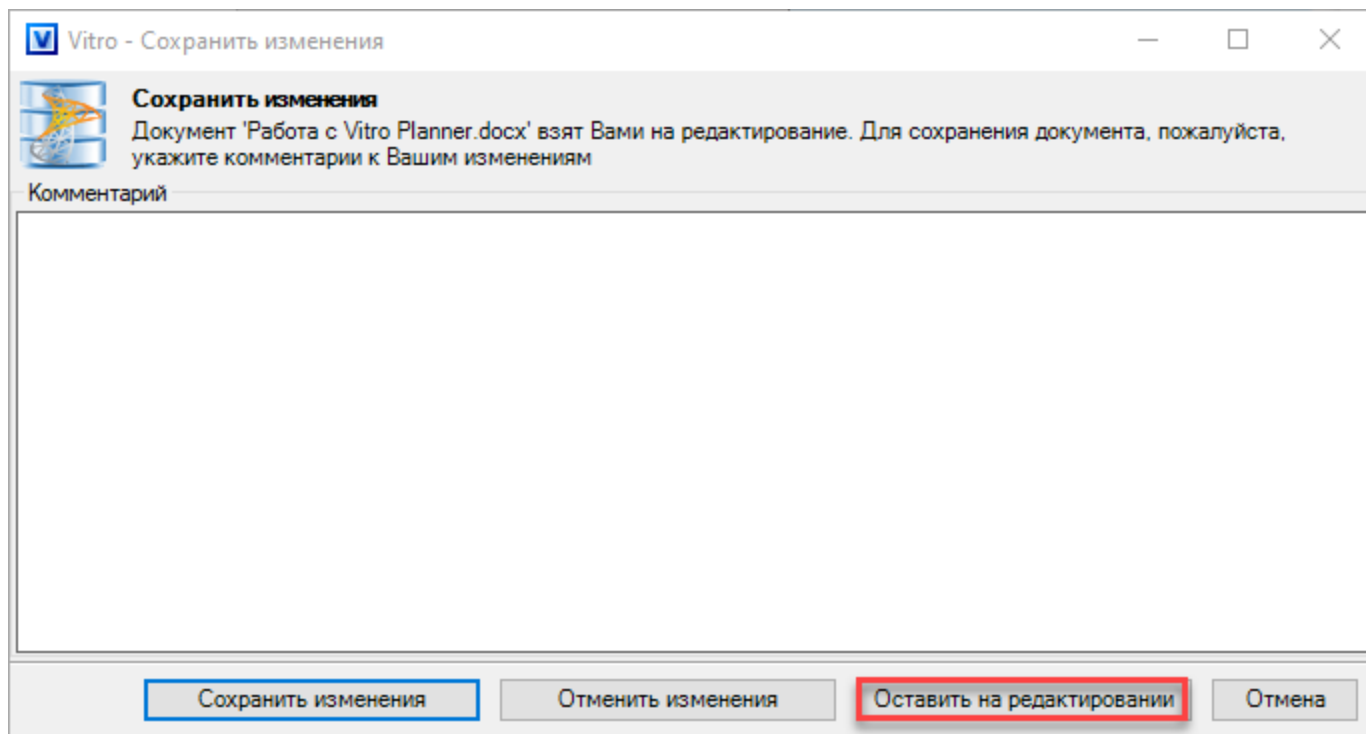 Vitro - Сохранить изменения
Сохранить изменения
Документ 'Работа с Vitro Planner.docx' взят Вами на редактирование. Для сохранения документа, пожалуйста,
укажите комментарии к Вашим изменениям
Комментарий
Сохранить изменения
Отменить изменения
Оставить на редактировании
Отмена